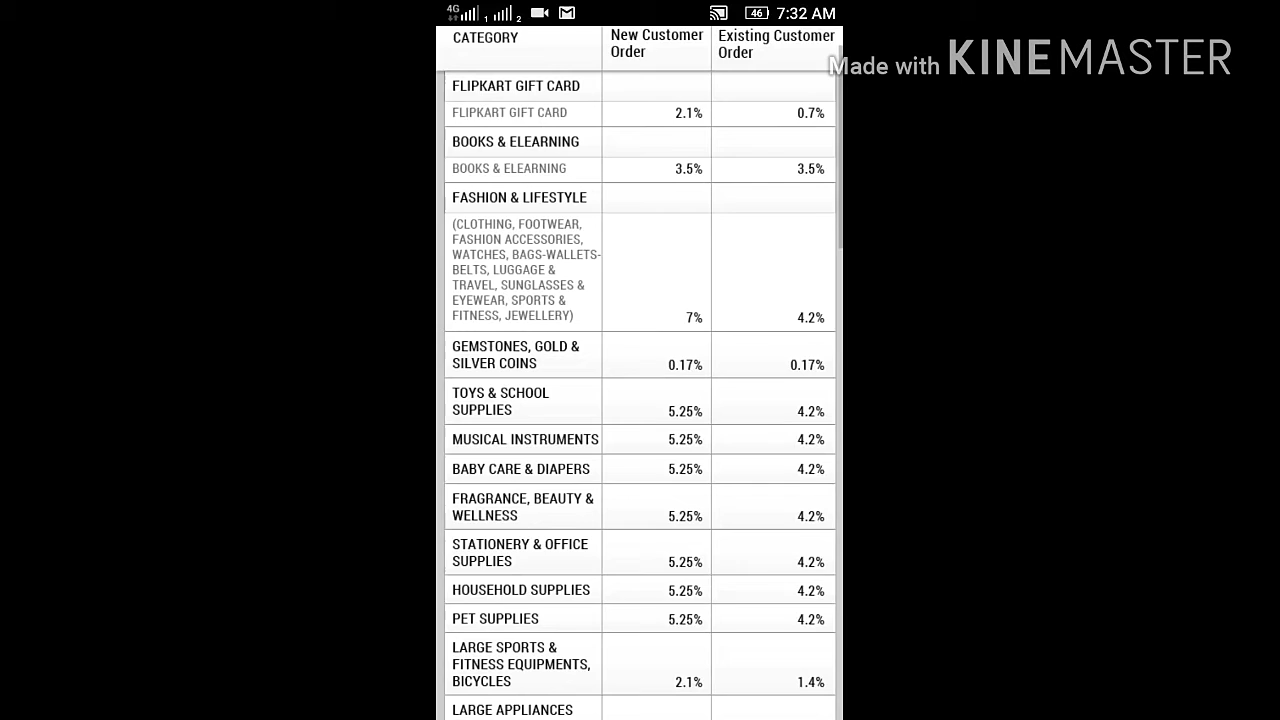 4G 1 2 46 7:32 AM
Made with KINEMASTER
CATEGORY New Customer Order Existing Customer Order
FLIPKART GIFT CARD
FLIPKART GIFT CARD 2.1% 0.7%
BOOKS & ELEARNING
BOOKS & ELEARNING 3.5% 3.5%
FASHION & LIFESTYLE
(CLOTHING, FOOTWEAR,
FASHION ACCESSORIES,
WATCHES, BAGS-WALLETS-
BELTS, LUGGAGE &
TRAVEL, SUNGLASSES &
EYEWEAR, SPORTS &
FITNESS, JEWELLERY) 7% 4.2%
GEMSTONES, GOLD &
SILVER COINS 0.17% 0.17%
TOYS & SCHOOL
SUPPLIES 5.25% 4.2%
MUSICAL INSTRUMENTS 5.25% 4.2%
BABY CARE & DIAPERS 5.25% 4.2%
FRAGRANCE, BEAUTY &
WELLNESS 5.25% 4.2%
STATIONERY & OFFICE
SUPPLIES 5.25% 4.2%
HOUSEHOLD SUPPLIES 5.25% 4.2%
PET SUPPLIES 5.25% 4.2%
LARGE SPORTS &
FITNESS EQUIPMENTS,
BICYCLES 2.1% 1.4%
LARGE APPLIANCES